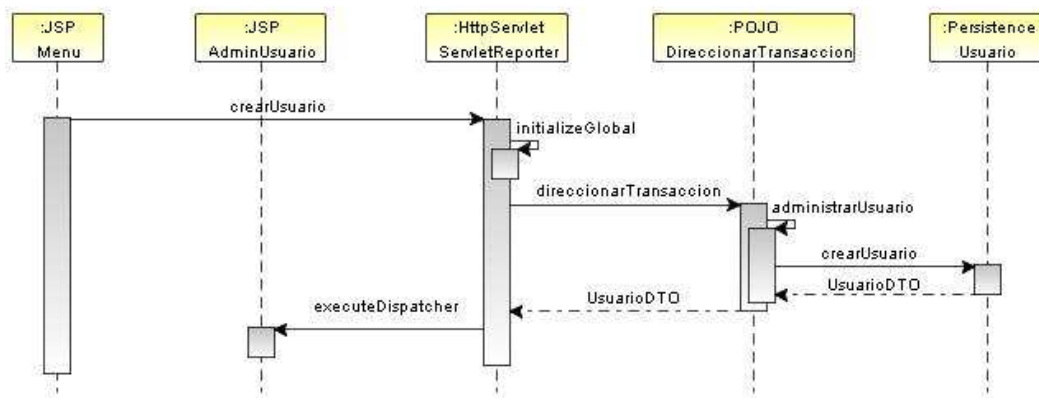 :JSP
Menu
:JSP
AdminUsuario
:HttpServlet
ServletReporter
:POJO
DireccionarTransaccion
:Persistence
Usuario
crearUsuario
initializeGlobal
direccionarTransaccion
administrarUsuario
crearUsuario
UsuarioDTO
UsuarioDTO
executeDispatcher